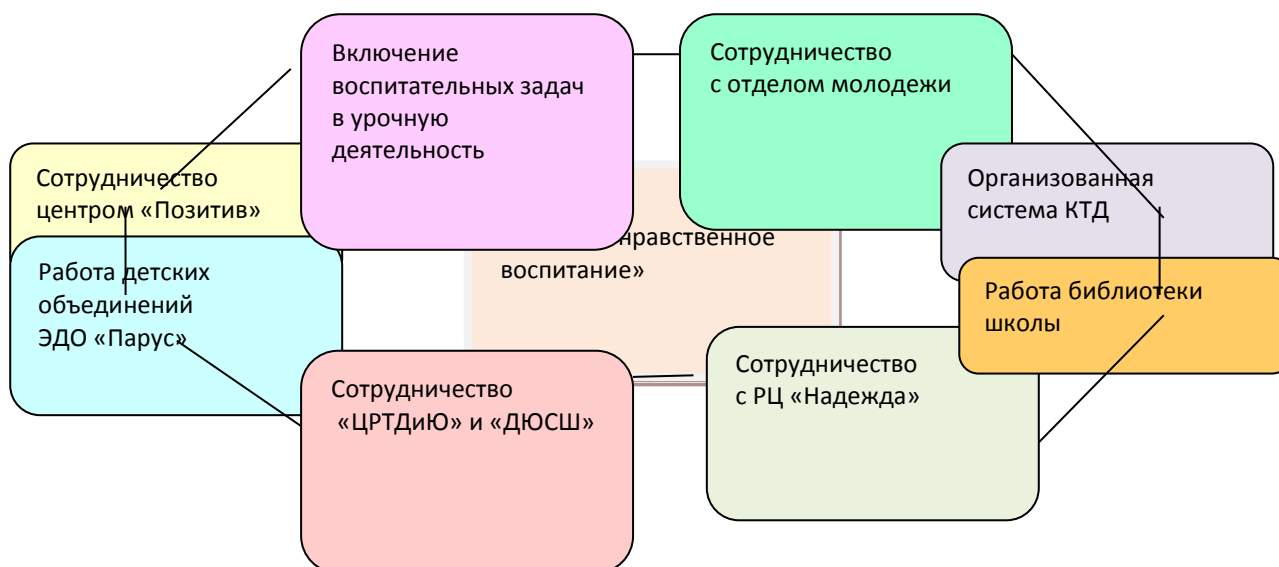 Включение
воспитательных задач
в урочную
деятельность
Сотрудничество
с отделом молодежи
Сотрудничество
центром «Позитив»
Организованная
система КТД
нравственное
воспитание»
Работа детских
объединений
ЭДО «Парус»
Работа библиотеки
школы
Сотрудничество
«ЦРТДиЮ» и «ДЮСШ»
Сотрудничество
с РЦ «Надежда»